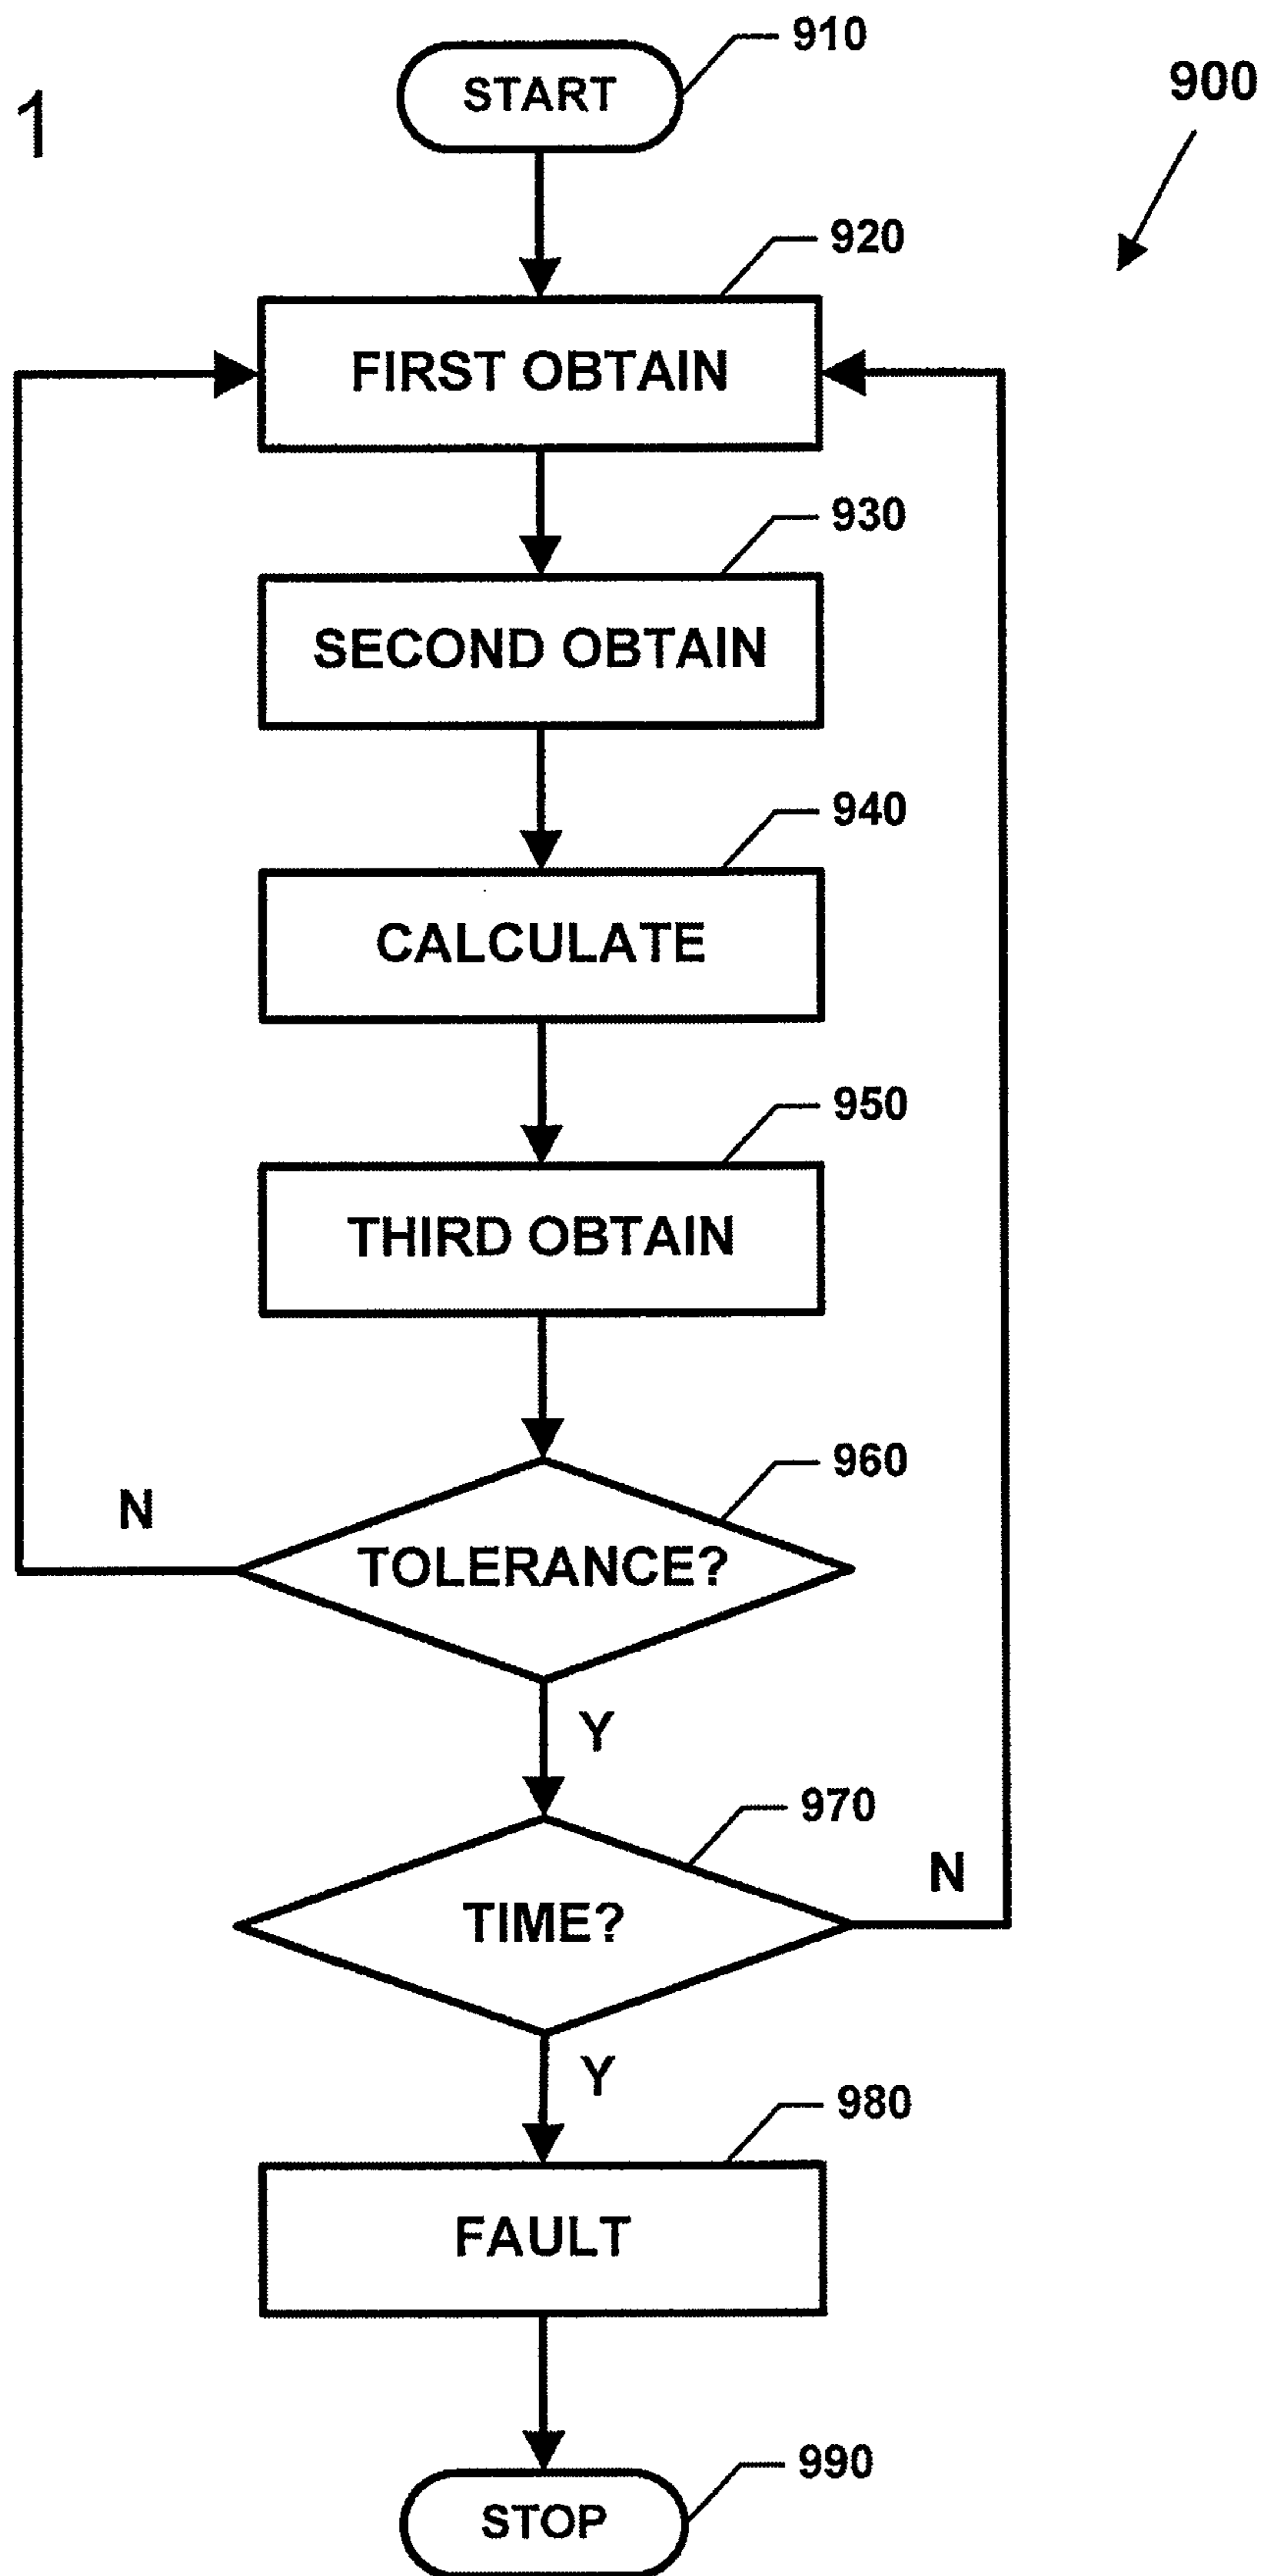 910
START
1
900
920
FIRST OBTAIN
930
SECOND OBTAIN
940
CALCULATE
950
THIRD OBTAIN
960
N
TOLERANCE?
Y
970
N
TIME?
Y
980
FAULT
990
STOP